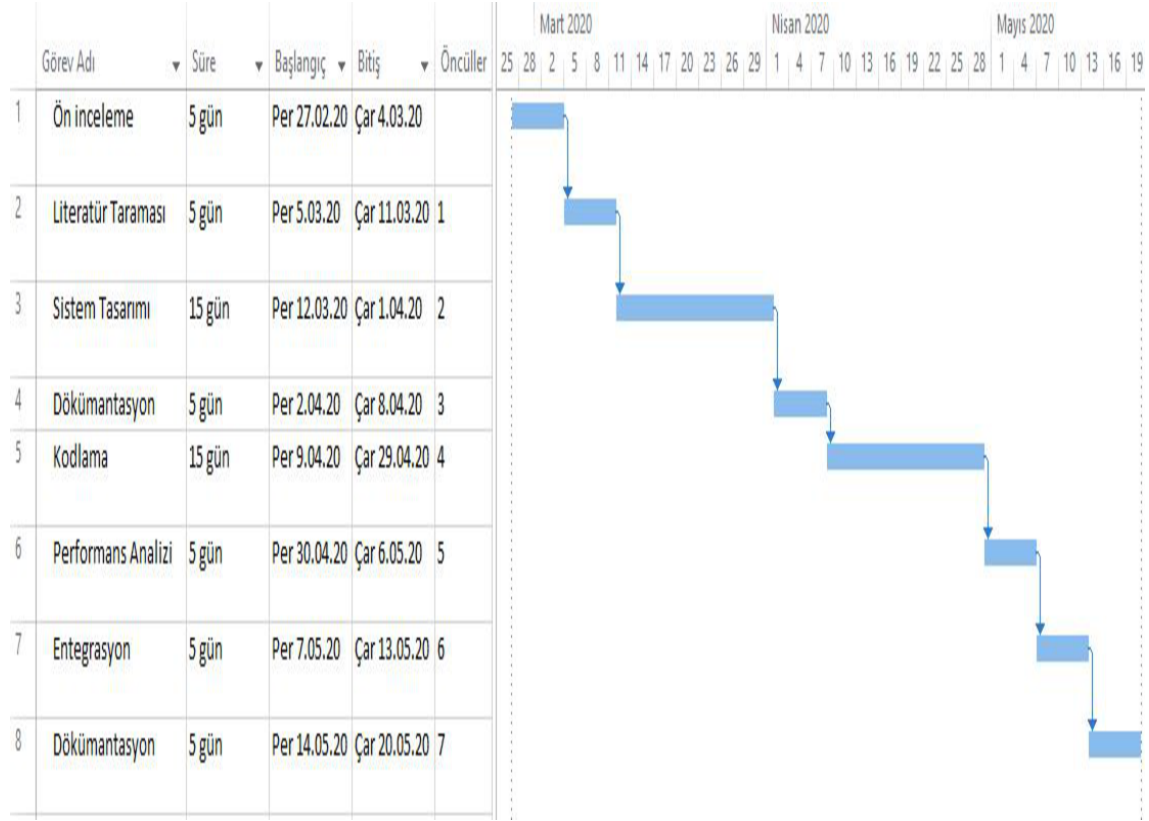 Mart 2020 Nisan 2020 Mayıs 2020
Görev Adı Süre Başlangıç Bitiş Öncüller 25 28 2 5 8 11 14 17 20 23 26 29 1 4 7 10 13 16 19 22 25 28 1 4 7 10 13 16 19
1 Ön inceleme 5 gün Per 27.02.20 Çar 4.03.20
2 Literatür Taraması 5 gün Per 5.03.20 Çar 11.03.20 1
3 Sistem Tasarımı 15 gün Per 12.03.20 Çar 1.04.20 2
4 Dökümantasyon 5 gün Per 2.04.20 Çar 8.04.20 3
5 Kodlama 15 gün Per 9.04.20 Çar 29.04.20 4
6 Performans Analizi 5 gün Per 30.04.20 Çar 6.05.20 5
7 Entegrasyon 5 gün Per 7.05.20 Çar 13.05.20 6
8 Dökümantasyon 5 gün Per 14.05.20 Çar 20.05.20 7